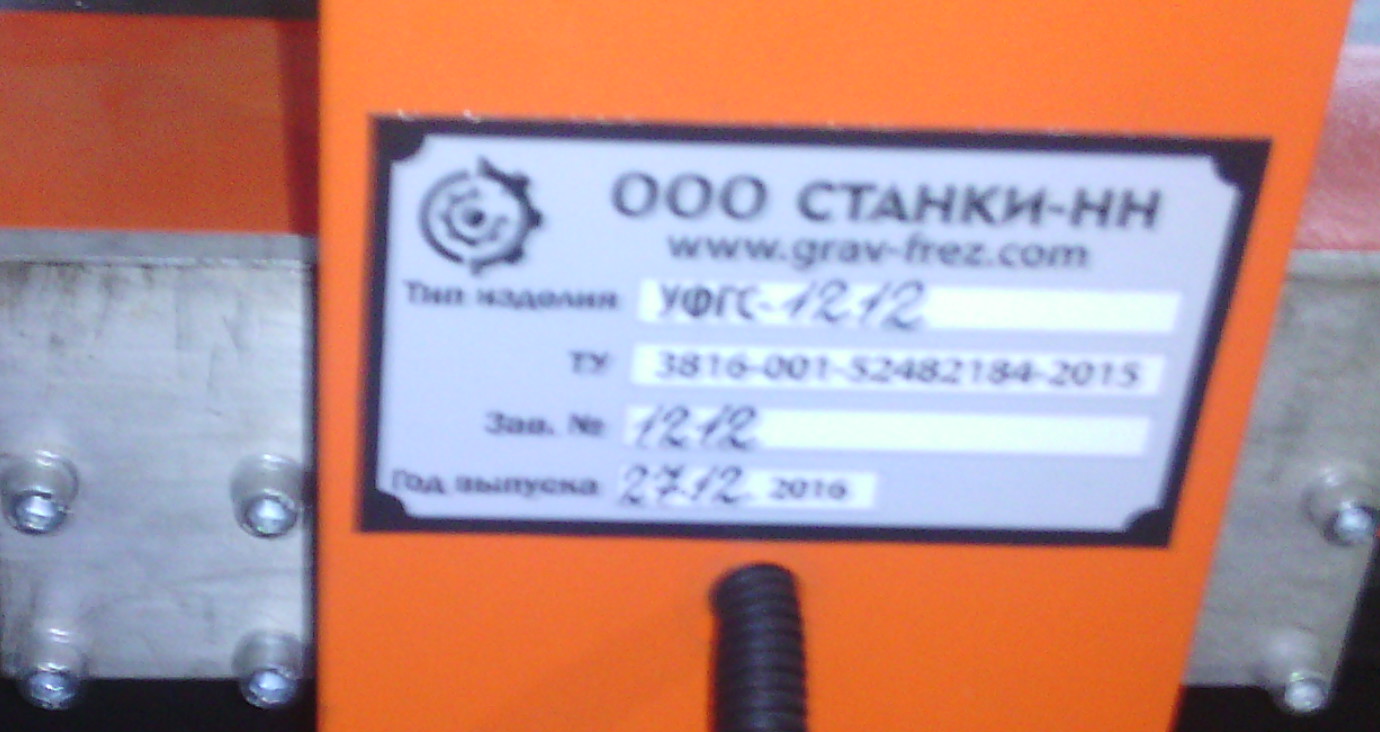 ООО СТАНКИ-НН
www.grav-frez.com
Тип изделия УФГС-1212
ТУ 3816-001-52482184-2015
Зав. № 1212
Год выпуска 27.12. 2016